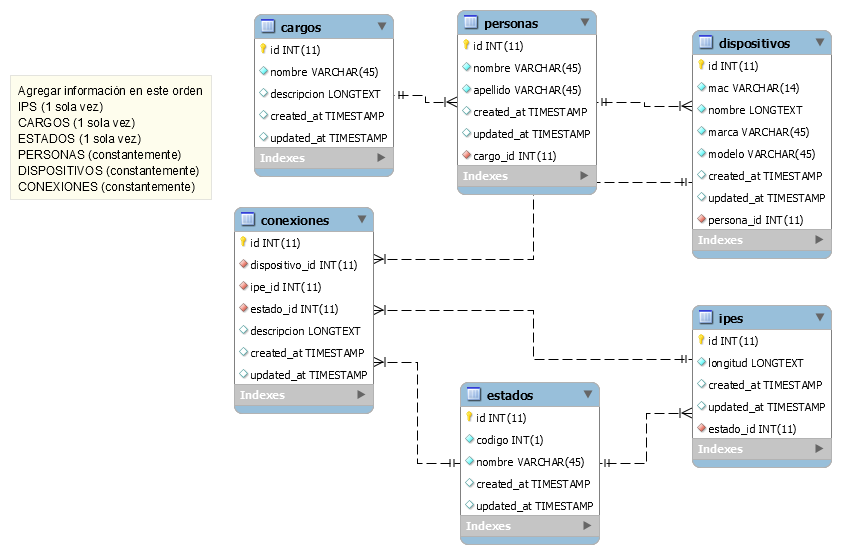 Agregar información en este orden
IPS (1 sola vez)
CARGOS (1 sola vez)
ESTADOS (1 sola vez)
PERSONAS (constantemente)
DISPOSITIVOS (constantemente)
CONEXIONES (constantemente)
cargos
id INT(11)
nombre VARCHAR(45)
descripcion LONGTEXT
created_at TIMESTAMP
updated_at TIMESTAMP
Indexes
personas
id INT(11)
nombre VARCHAR(45)
apellido VARCHAR(45)
created_at TIMESTAMP
updated_at TIMESTAMP
cargo_id INT(11)
Indexes
dispositivos
id INT(11)
mac VARCHAR(14)
nombre LONGTEXT
marca VARCHAR(45)
modelo VARCHAR(45)
created_at TIMESTAMP
updated_at TIMESTAMP
persona_id INT(11)
Indexes
conexiones
id INT(11)
dispositivo_id INT(11)
ipe_id INT(11)
estado_id INT(11)
descripcion LONGTEXT
created_at TIMESTAMP
updated_at TIMESTAMP
Indexes
estados
id INT(11)
codigo INT(1)
nombre VARCHAR(45)
created_at TIMESTAMP
updated_at TIMESTAMP
Indexes
ipes
id INT(11)
longitud LONGTEXT
created_at TIMESTAMP
updated_at TIMESTAMP
estado_id INT(11)
Indexes